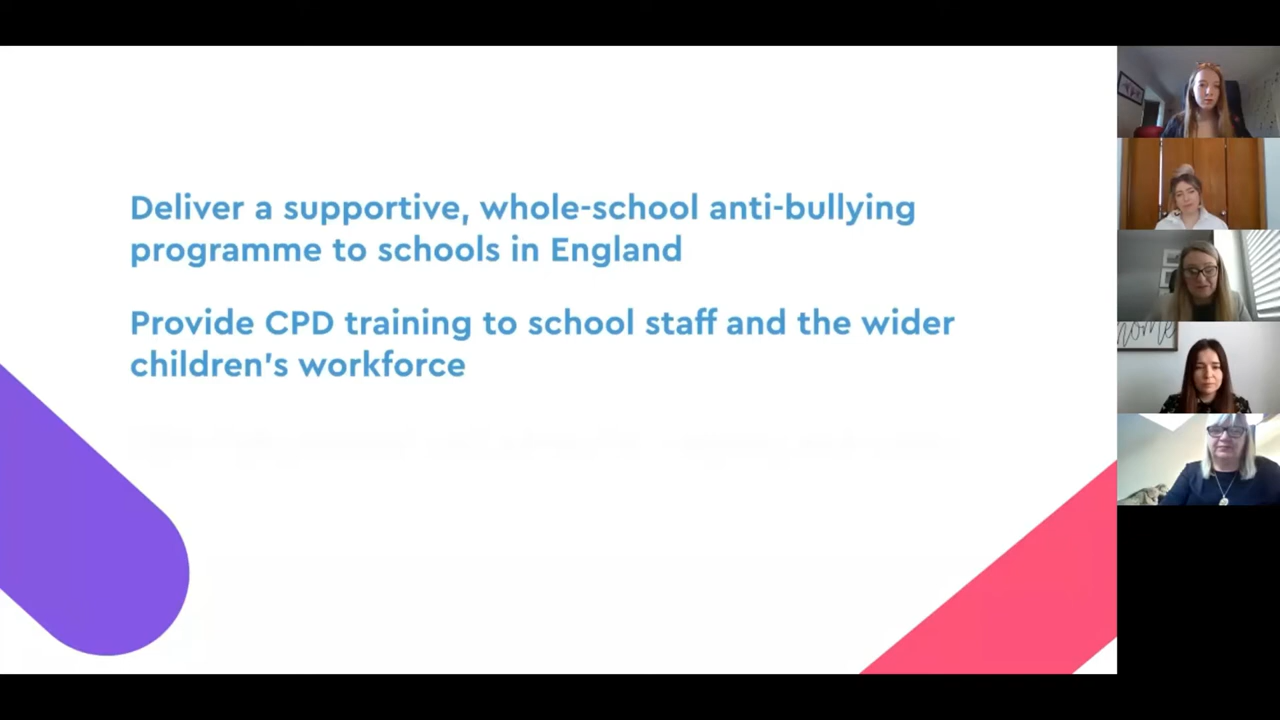 Deliver a supportive, whole-school anti-bullying
programme to schools in England
Provide CPD training to school staff and the wider
children's workforce
home